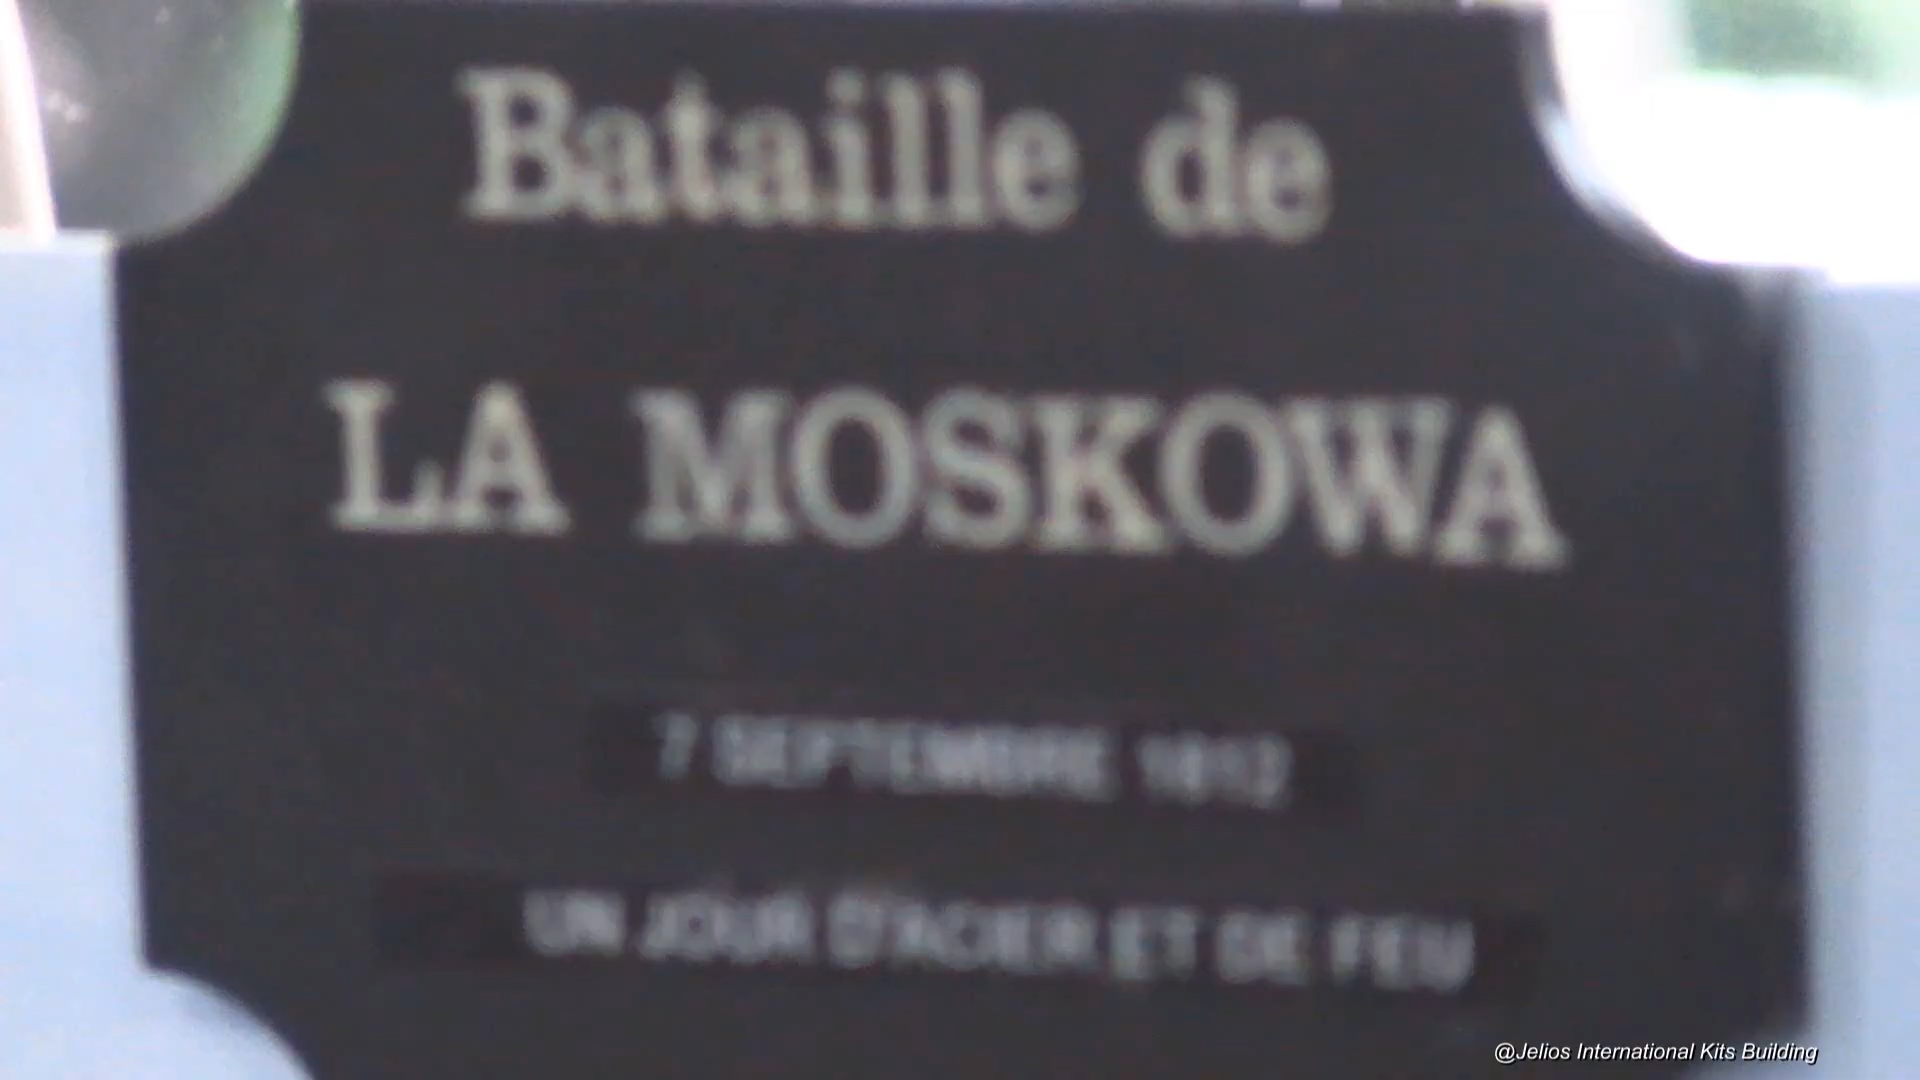 Bataille de
LA MOSKOWA
7 SEPTEMBRE 1812
UN JOUR D'ACIER ET DE FEU
@Jelios International Kits Building